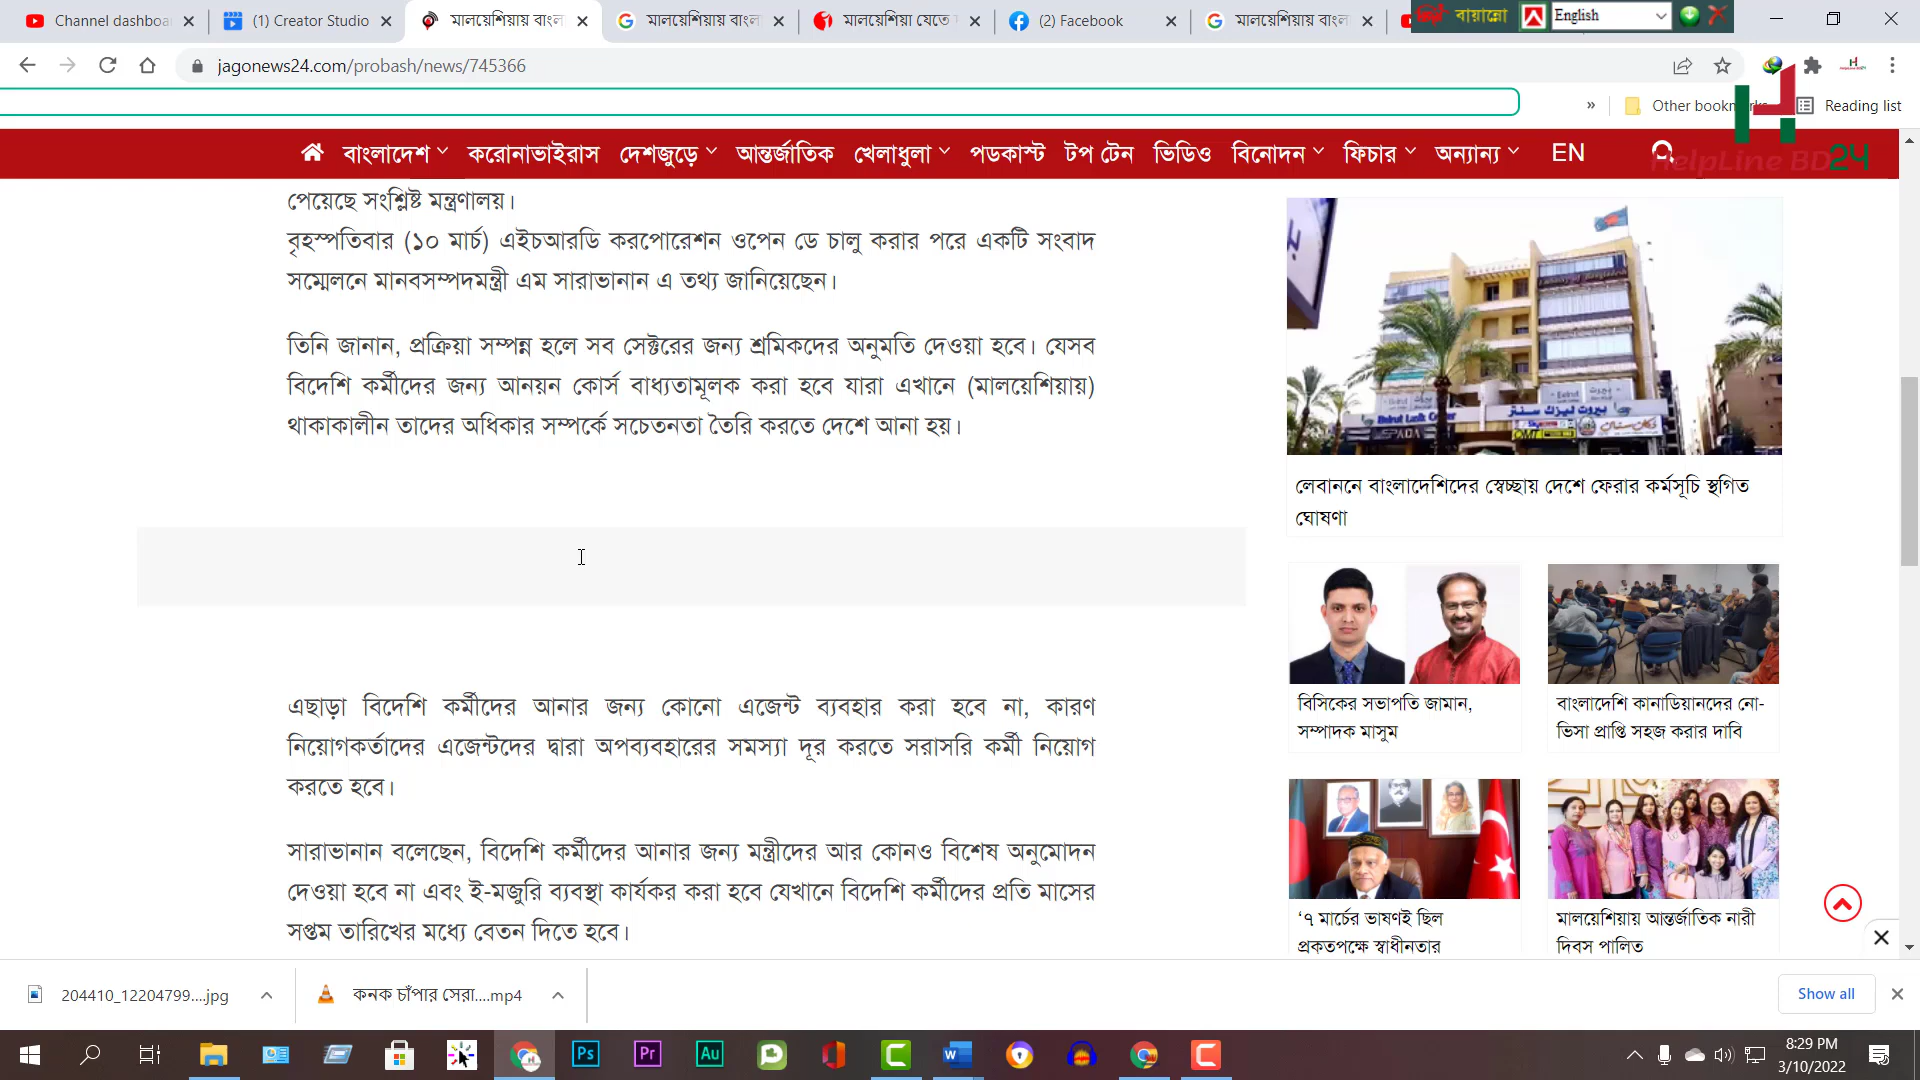 Channel dashboa
(1) Creator Studio
মালয়েশিয়ায় বাংল
মালয়েশিয়ায় বাংল
মালয়েশিয়া যেতে
(2) Facebook
মালয়েশিয়ায় বাংল
বায়ান্নো
English
jagonews24.com/probash/news/745366
Other bookmarks
Reading list
HelpLine BD24
বাংলাদেশ করোনাভাইরাস দেশজুড়ে আন্তর্জাতিক খেলাধুলা পডকাস্ট টপ টেন ভিডিও বিনোদন ফিচার অন্যান্য EN
পেয়েছে সংশ্লিষ্ট মন্ত্রণালয়।
বৃহস্পতিবার (১০ মার্চ) এইচআরডি করপোরেশন ওপেন ডে চালু করার পরে একটি সংবাদ
সম্মেলনে মানবসম্পদমন্ত্রী এম সারাভানান এ তথ্য জানিয়েছেন।
তিনি জানান, প্রক্রিয়া সম্পন্ন হলে সব সেক্টরের জন্য শ্রমিকদের অনুমতি দেওয়া হবে। যেসব
বিদেশি কর্মীদের জন্য আনয়ন কোর্স বাধ্যতামূলক করা হবে যারা এখানে (মালয়েশিয়ায়)
থাকাকালীন তাদের অধিকার সম্পর্কে সচেতনতা তৈরি করতে দেশে আনা হয়।
এছাড়া বিদেশি কর্মীদের আনার জন্য কোনো এজেন্ট ব্যবহার করা হবে না, কারণ
নিয়োগকর্তাদের এজেন্টদের দ্বারা অপব্যবহারের সমস্যা দূর করতে সরাসরি কর্মী নিয়োগ
করতে হবে।
সারাভানান বলেছেন, বিদেশি কর্মীদের আনার জন্য মন্ত্রীদের আর কোনও বিশেষ অনুমোদন
দেওয়া হবে না এবং ই-মজুরি ব্যবস্থা কার্যকর করা হবে যেখানে বিদেশি কর্মীদের প্রতি মাসের
সপ্তম তারিখের মধ্যে বেতন দিতে হবে।
লেবাননে বাংলাদেশিদের স্বেচ্ছায় দেশে ফেরার কর্মসূচি স্থগিত
ঘোষণা
বিসিকের সভাপতি জামান,
সম্পাদক মাসুম
বাংলাদেশি কানাডিয়ানদের নো-
ভিসা প্রাপ্তি সহজ করার দাবি
‘৭ মার্চের ভাষণই ছিল
প্রকৃতপক্ষে স্বাধীনতার
মালয়েশিয়ায় আন্তর্জাতিক নারী
দিবস পালিত
204410_12204799....jpg
কনক চাঁপার সেরা....mp4
Show all
8:29 PM
3/10/2022